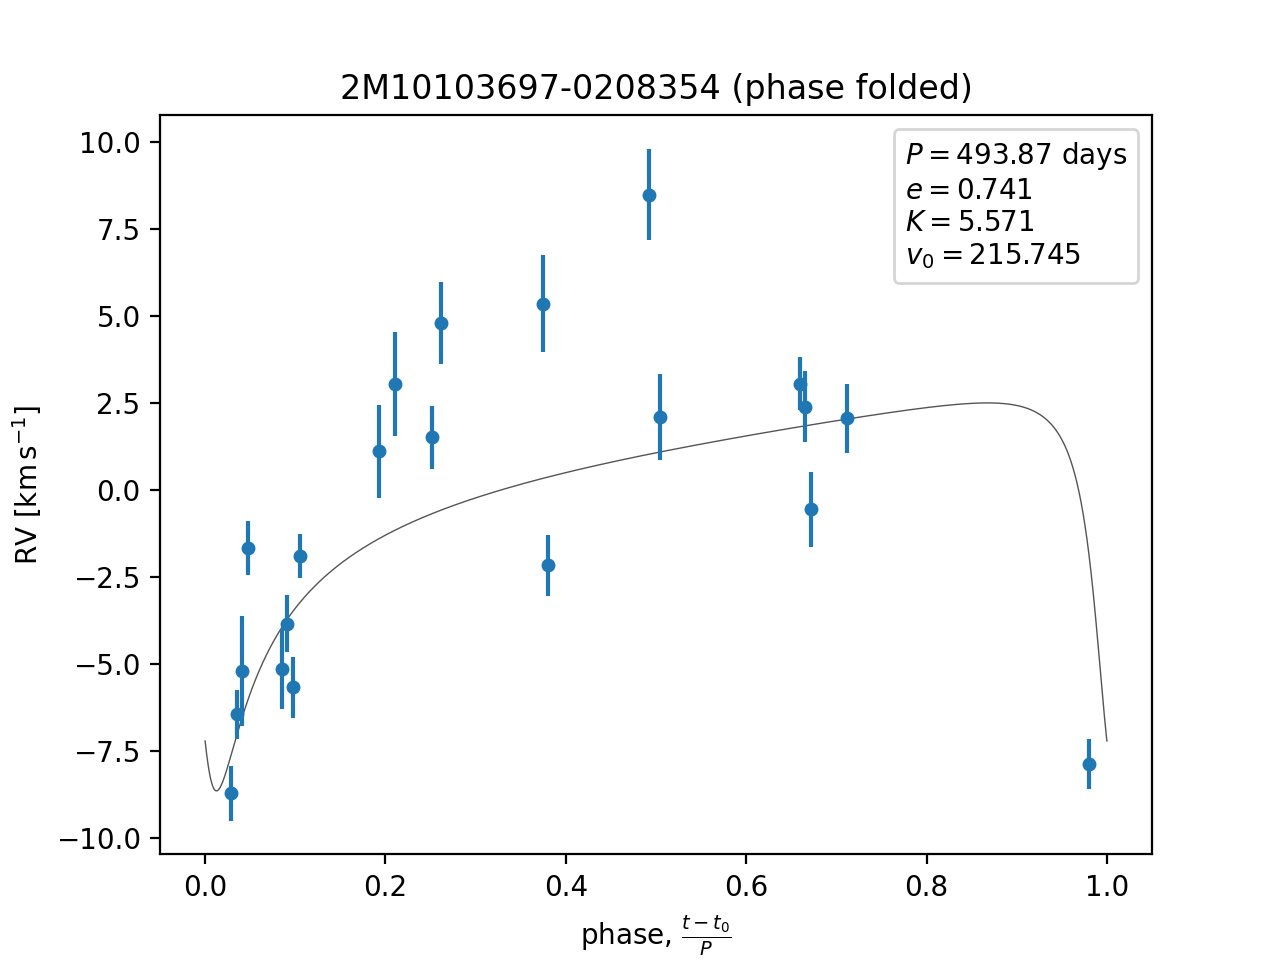 2M10103697-0208354 (phase folded)
P = 493.87 days
e = 0.741
K = 5.571
v₀ = 215.745
RV [km s⁻¹]
10.0
7.5
5.0
2.5
0.0
−2.5
−5.0
−7.5
−10.0
0.0 0.2 0.4 0.6 0.8 1.0
phase, (t − t₀)/P